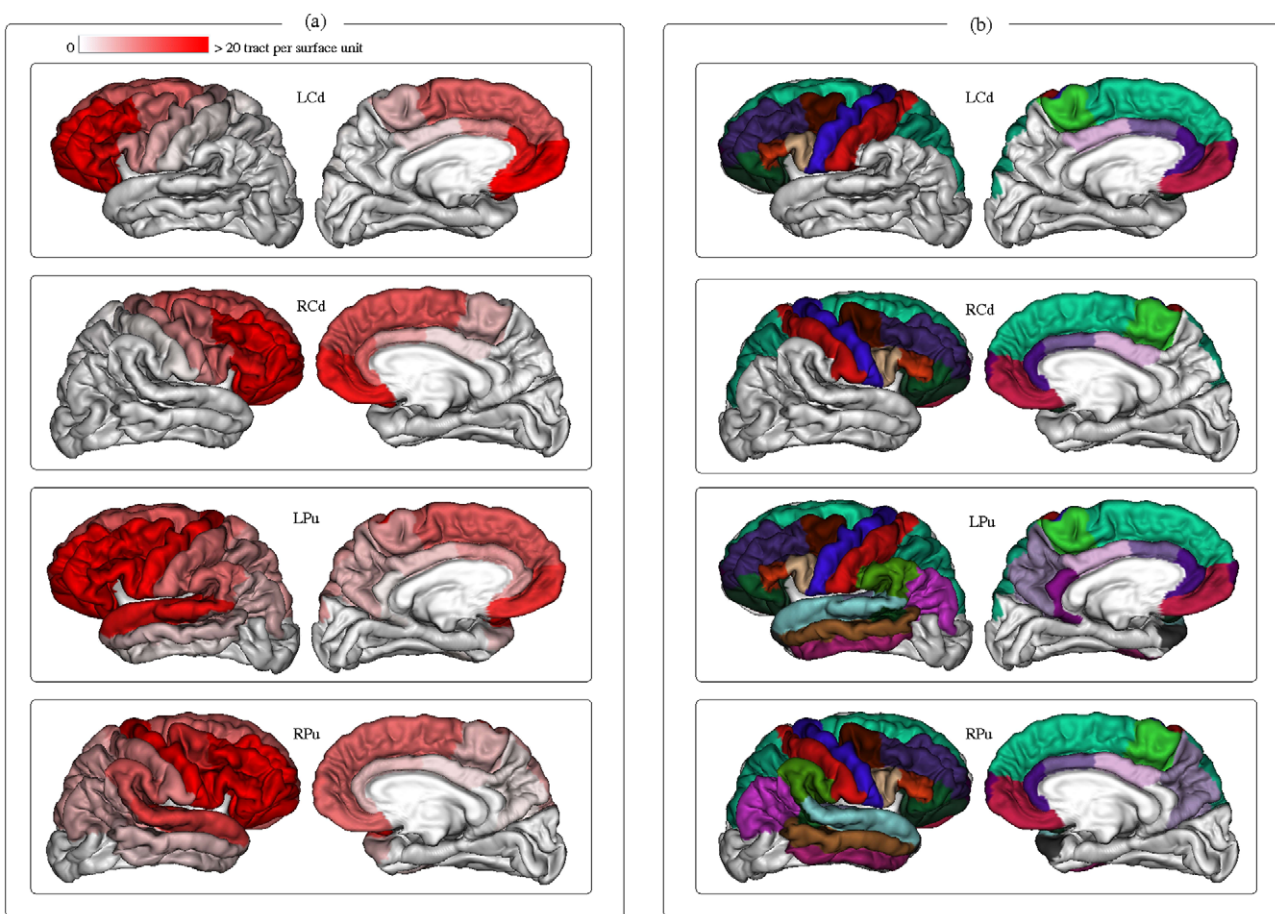 (a)
0 > 20 tract per surface unit
LCd
RCd
LPu
RPu
(b)
LCd
RCd
LPu
RPu